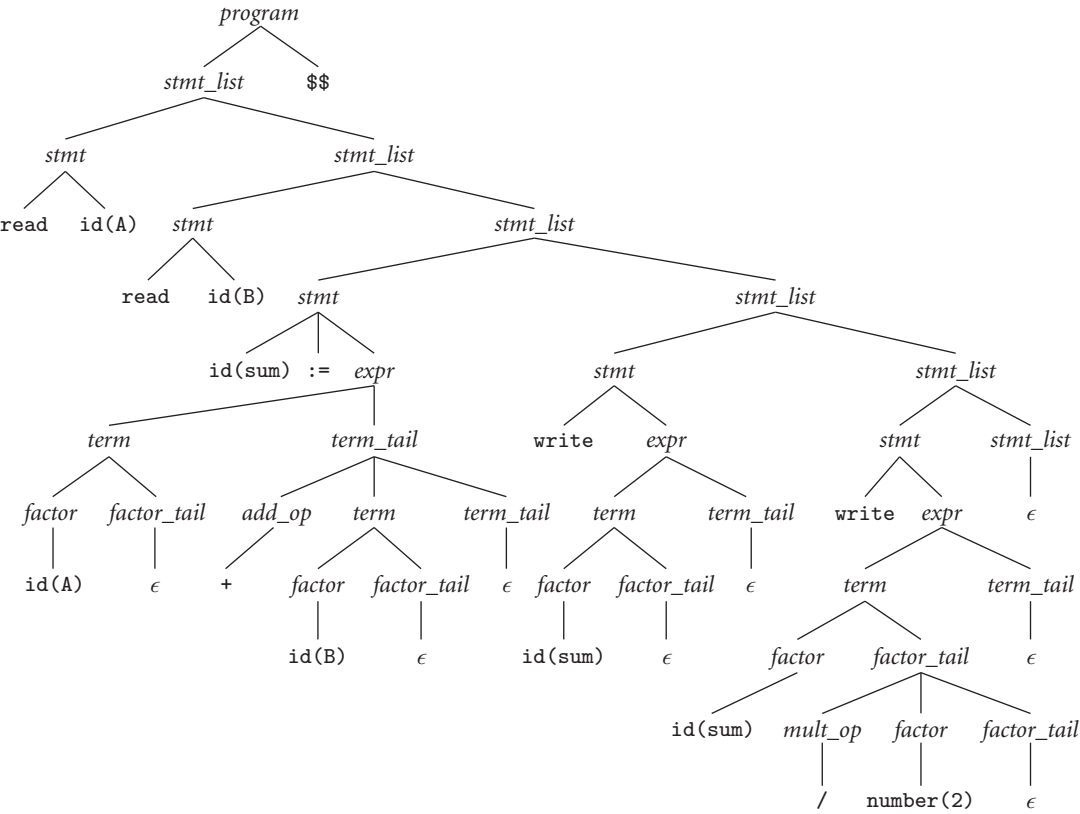 program
stmt_list $$
stmt stmt_list
read id(A) stmt stmt_list
read id(B) stmt stmt_list
id(sum) := expr stmt stmt_list
term term_tail write expr stmt stmt_list
factor factor_tail add_op term term_tail term term_tail write expr ϵ
id(A) ϵ + factor factor_tail ϵ factor factor_tail ϵ term term_tail
id(B) ϵ id(sum) ϵ factor factor_tail ϵ
id(sum) mult_op factor factor_tail
/ number(2) ϵ